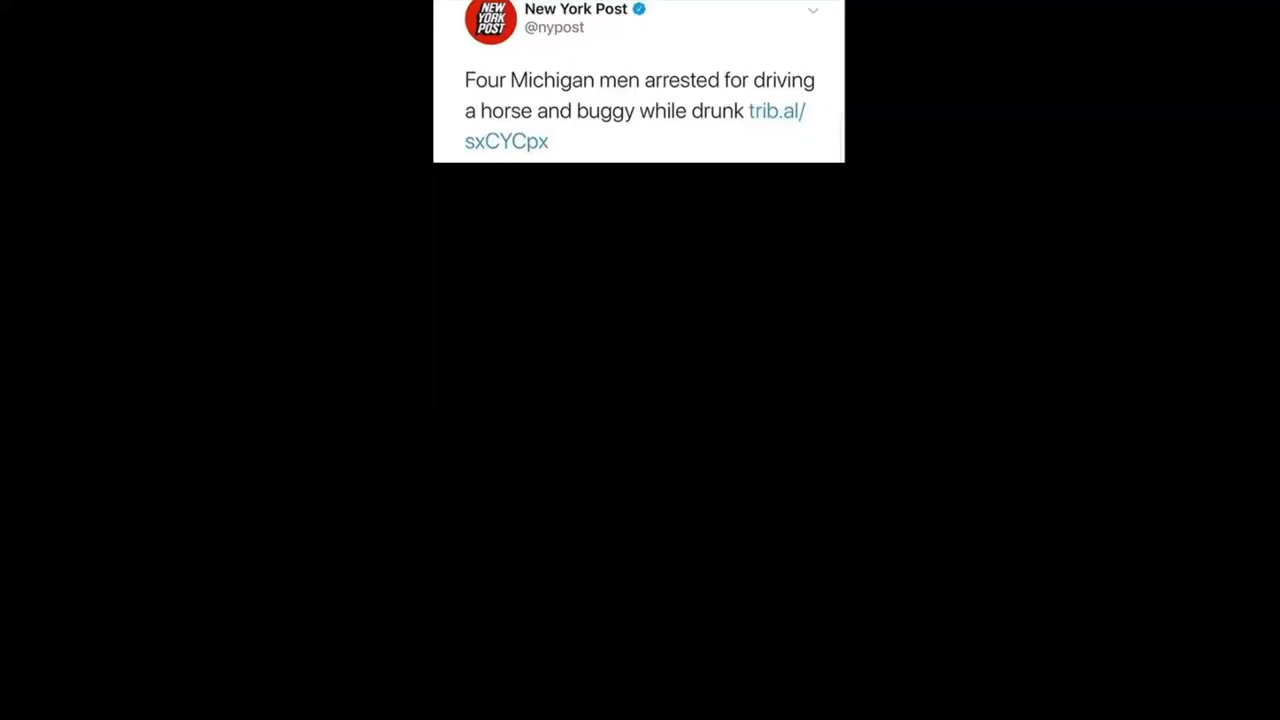 NEW
YORK
POST
New York Post
@nypost
Four Michigan men arrested for driving
a horse and buggy while drunk trib.al/
sxCYCpx